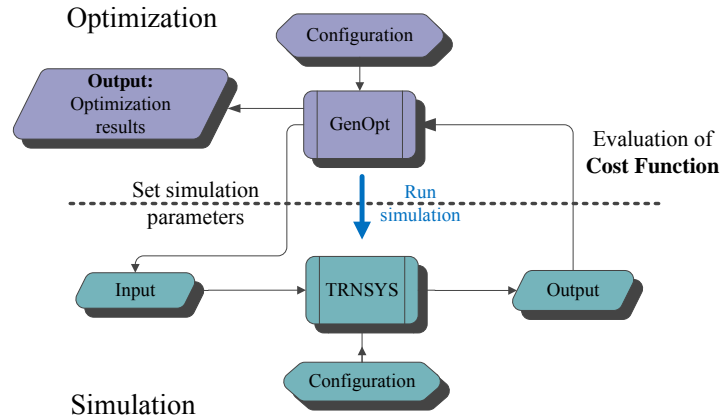 Optimization
Configuration
Output:
Optimization
results
GenOpt
Evaluation of
Cost Function
Set simulation
parameters
Run
simulation
Input
TRNSYS
Output
Configuration
Simulation